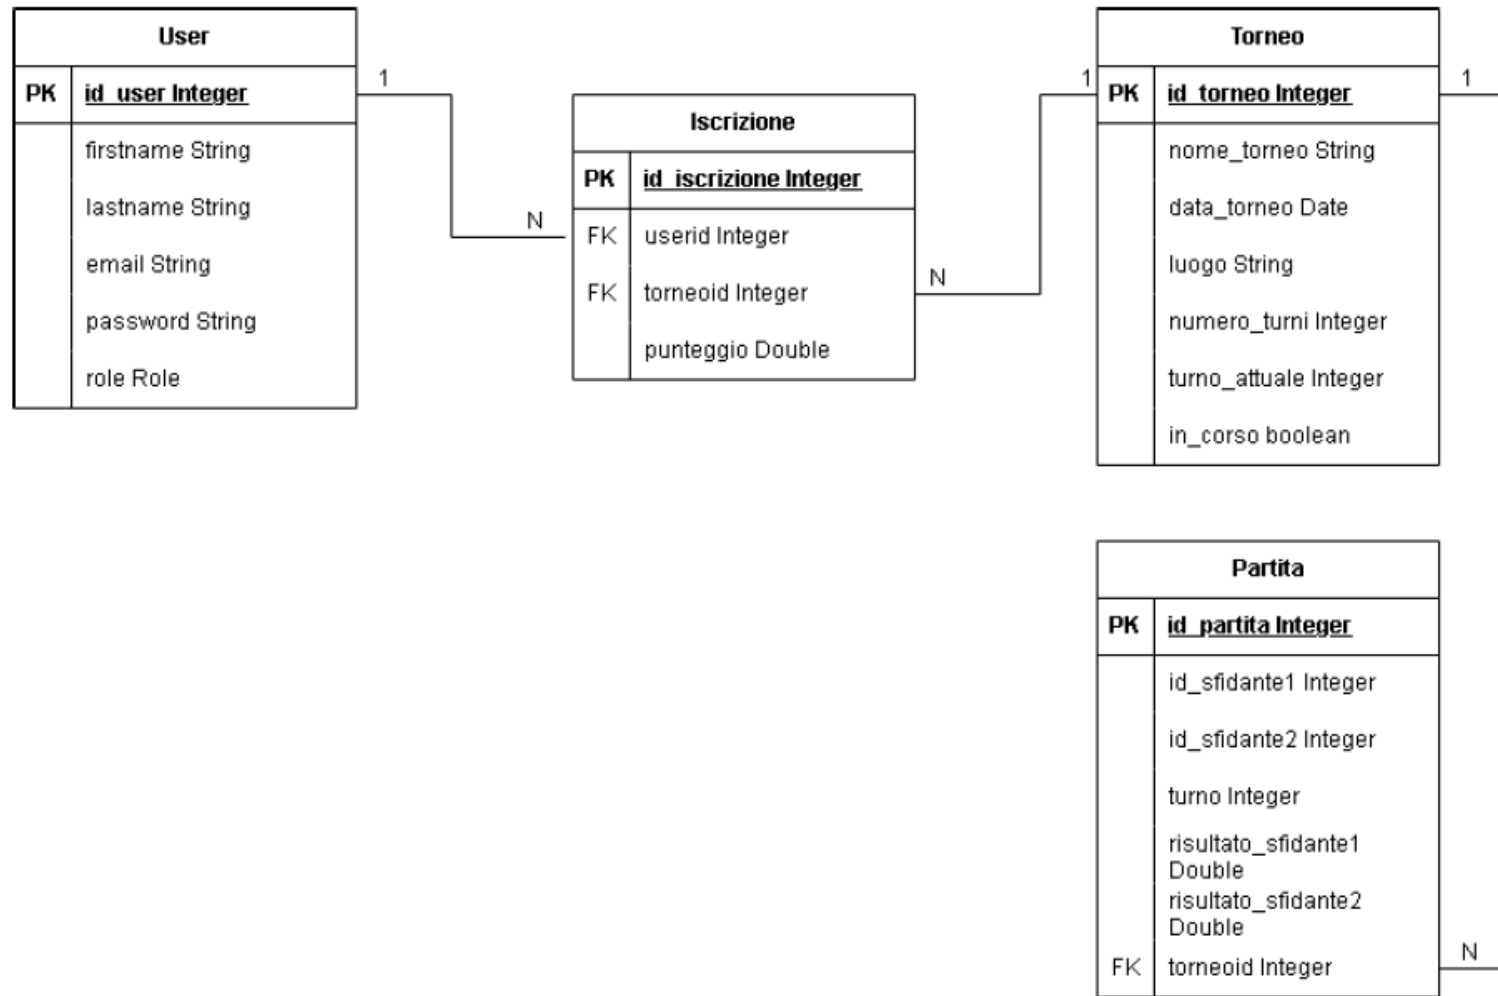 User
PK id_user Integer
firstname String
lastname String
email String
password String
role Role
1
N
Iscrizione
PK id_iscrizione Integer
FK userid Integer
FK torneoid Integer
punteggio Double
N
1
Torneo
PK id_torneo Integer
nome_torneo String
data_torneo Date
luogo String
numero_turni Integer
turno_attuale Integer
in_corso boolean
1
Partita
PK id_partita Integer
id_sfidante1 Integer
id_sfidante2 Integer
turno Integer
risultato_sfidante1
Double
risultato_sfidante2
Double
FK torneoid Integer
N